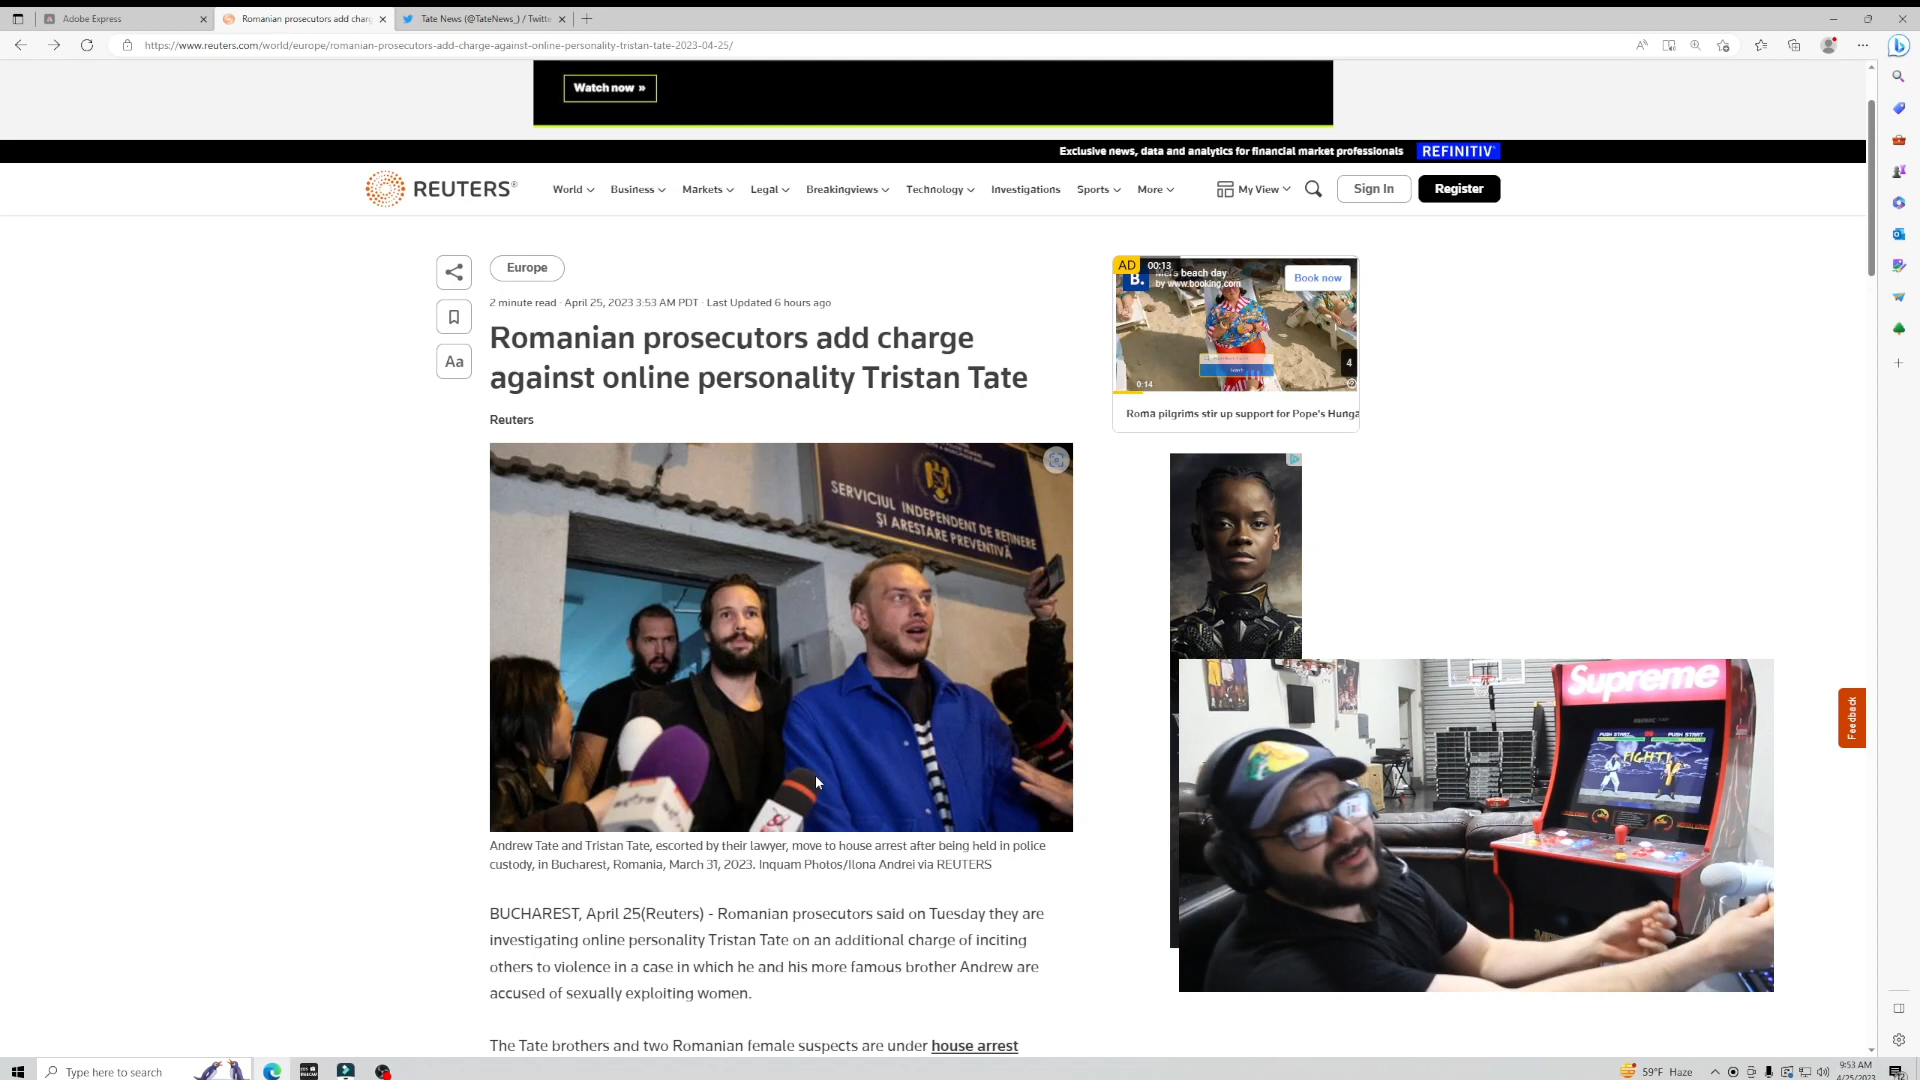 Adobe Express
Romanian prosecutors add charg
Tate News (@TateNews_) / Twitte
https://www.reuters.com/world/europe/romanian-prosecutors-add-charge-against-online-personality-tristan-tate-2023-04-25/
Watch now »
Exclusive news, data and analytics for financial market professionals REFINITIV
REUTERS® World Business Markets Legal Breakingviews Technology Investigations Sports More My View Sign In Register
Europe
2 minute read · April 25, 2023 3:53 AM PDT · Last Updated 6 hours ago
Aa
Romanian prosecutors add charge
against online personality Tristan Tate
Reuters
AD 00:13
beach day
by www.booking.com
B.
Book now
4
0:14
Roma pilgrims stir up support for Pope's Hunga
SERVICIUL INDEPENDENT DE REȚINERE
ȘI ARESTARE PREVENTIVĂ
Andrew Tate and Tristan Tate, escorted by their lawyer, move to house arrest after being held in police
custody, in Bucharest, Romania, March 31, 2023. Inquam Photos/Ilona Andrei via REUTERS
BUCHAREST, April 25(Reuters) - Romanian prosecutors said on Tuesday they are
investigating online personality Tristan Tate on an additional charge of inciting
others to violence in a case in which he and his more famous brother Andrew are
accused of sexually exploiting women.
The Tate brothers and two Romanian female suspects are under house arrest
Supreme
PUSH START PUSH START
FIGHT!
Feedback
Type here to search
59°F Haze
9:53 AM
4/25/2023